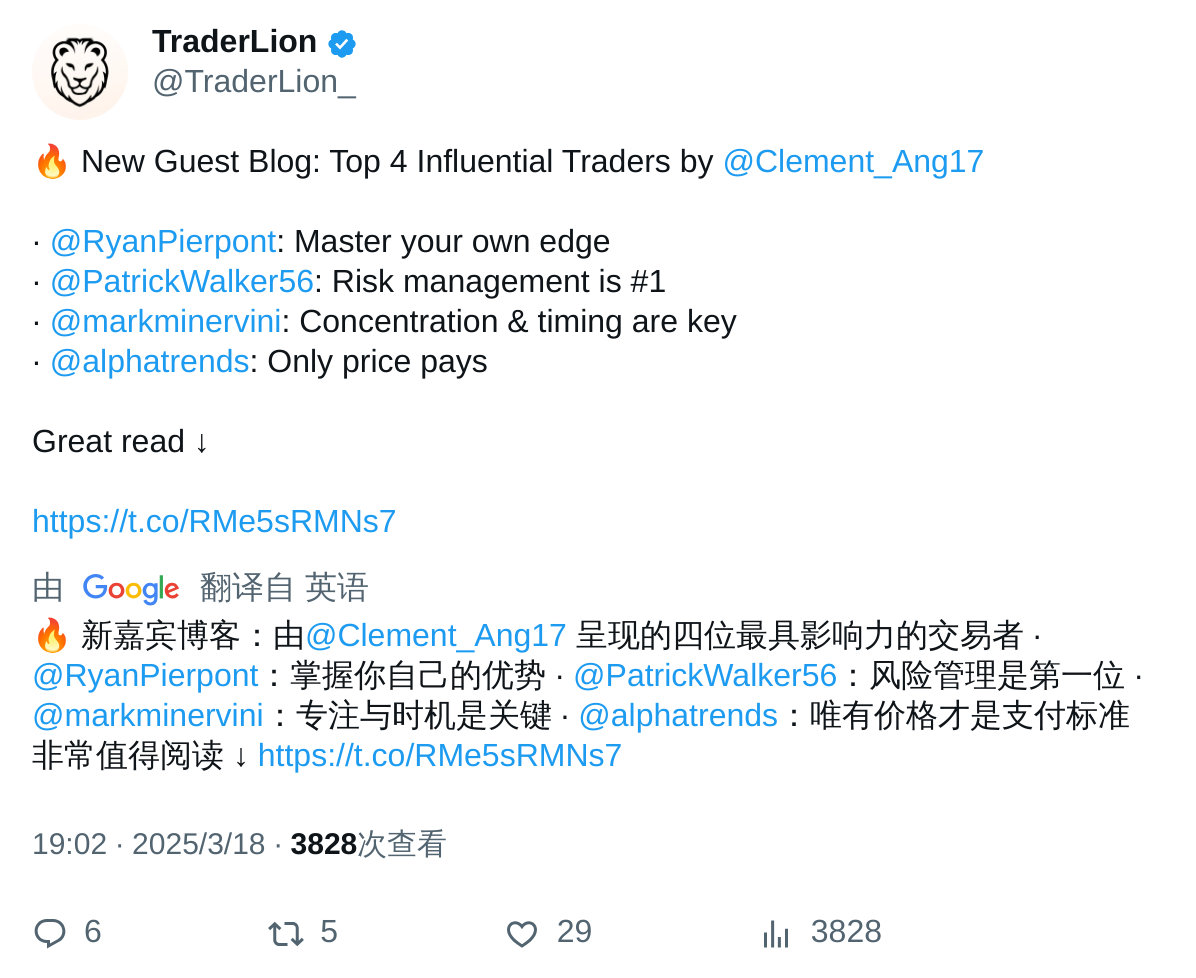 TraderLion
@TraderLion_
🔥 New Guest Blog: Top 4 Influential Traders by @Clement_Ang17
· @RyanPierpont: Master your own edge
· @PatrickWalker56: Risk management is #1
· @markminervini: Concentration & timing are key
· @alphatrends: Only price pays
Great read ↓
https://t.co/RMe5sRMNs7
由 Google 翻译自 英语
🔥 新嘉宾博客：由@Clement_Ang17 呈现的四位最具影响力的交易者 ·
@RyanPierpont：掌握你自己的优势 · @PatrickWalker56：风险管理是第一位 ·
@markminervini：专注与时机是关键 · @alphatrends：唯有价格才是支付标准
非常值得阅读 ↓ https://t.co/RMe5sRMNs7
19:02 · 2025/3/18 · 3828次查看
6 5 29 3828